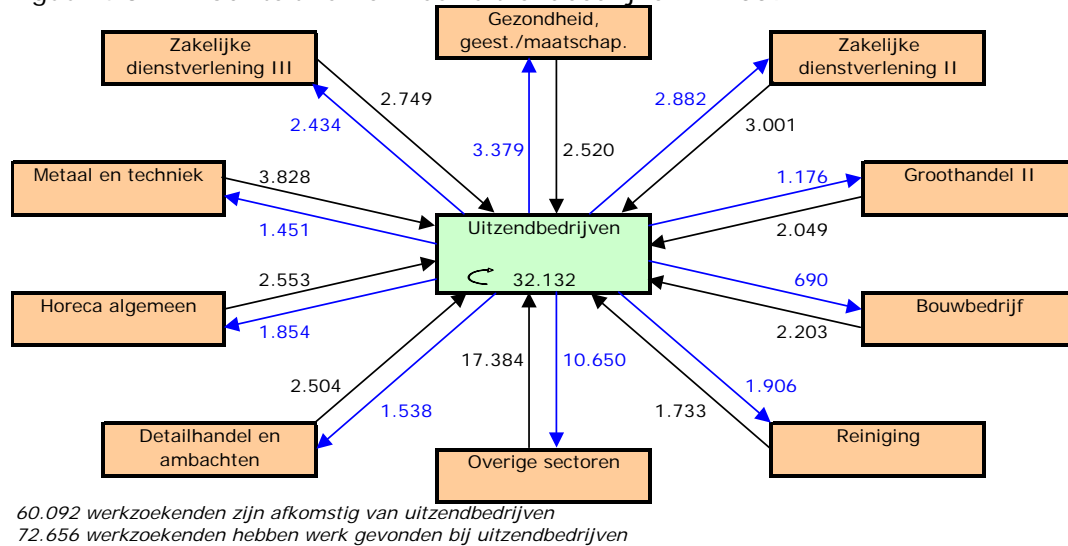 Gezondheid,
geest./maatschap.
Zakelijke
dienstverlening III
Zakelijke
dienstverlening II
2.749
2.434
3.379
2.520
2.882
3.001
Metaal en techniek
3.828
1.451
Groothandel II
1.176
2.049
Uitzendbedrijven
32.132
Horeca algemeen
2.553
1.854
Bouwbedrijf
690
2.203
2.504
1.538
17.384
10.650
1.906
1.733
Detailhandel en
ambachten
Overige sectoren
Reiniging
60.092 werkzoekenden zijn afkomstig van uitzendbedrijven
72.656 werkzoekenden hebben werk gevonden bij uitzendbedrijven